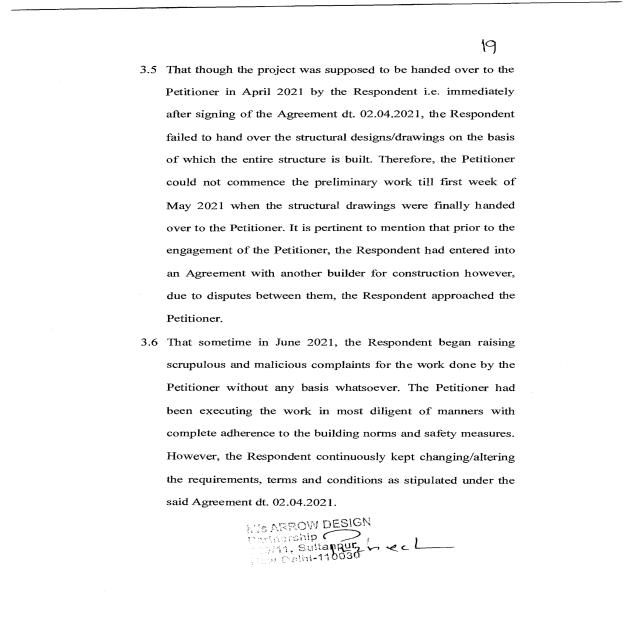 19
3.5 That though the project was supposed to be handed over to the
Petitioner in April 2021 by the Respondent i.e. immediately
after signing of the Agreement dt. 02.04.2021, the Respondent
failed to hand over the structural designs/drawings on the basis
of which the entire structure is built. Therefore, the Petitioner
could not commence the preliminary work till first week of
May 2021 when the structural drawings were finally handed
over to the Petitioner. It is pertinent to mention that prior to the
engagement of the Petitioner, the Respondent had entered into
an Agreement with another builder for construction however,
due to disputes between them, the Respondent approached the
Petitioner.
3.6 That sometime in June 2021, the Respondent began raising
scrupulous and malicious complaints for the work done by the
Petitioner without any basis whatsoever. The Petitioner had
been executing the work in most diligent of manners with
complete adherence to the building norms and safety measures.
However, the Respondent continuously kept changing/altering
the requirements, terms and conditions as stipulated under the
said Agreement dt. 02.04.2021.
ARROW DESIGN
Partnership
Sultanpur,
Delhi-110030